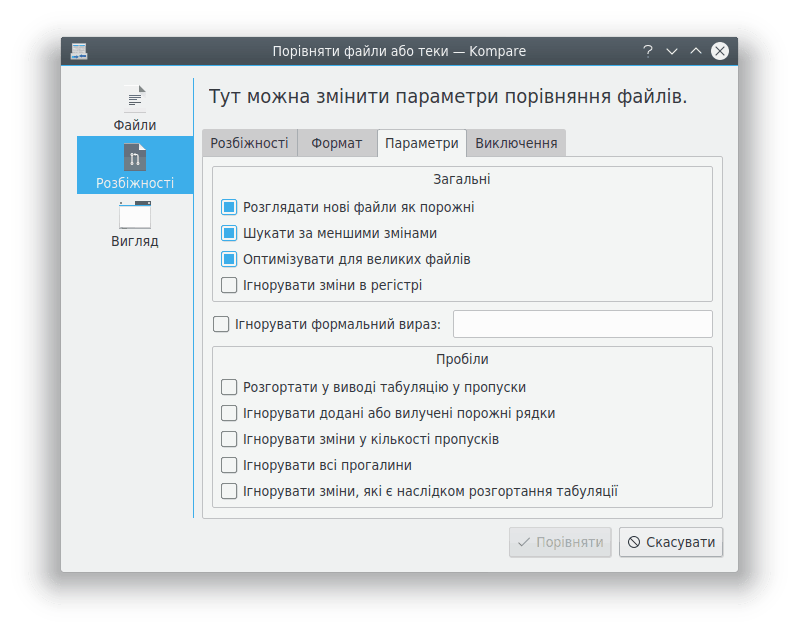 Порівняти файли або теки — Kompare
Файли
Розбіжності
Вигляд
Тут можна змінити параметри порівняння файлів.
Розбіжності Формат Параметри Виключення
Загальні
Розглядати нові файли як порожні
Шукати за меншими змінами
Оптимізувати для великих файлів
Ігнорувати зміни в регістрі
Ігнорувати формальний вираз:
Пробіли
Розгортати у виводі табуляцію у пропуски
Ігнорувати додані або вилучені порожні рядки
Ігнорувати зміни у кількості пропусків
Ігнорувати всі прогалини
Ігнорувати зміни, які є наслідком розгортання табуляції
Порівняти Скасувати